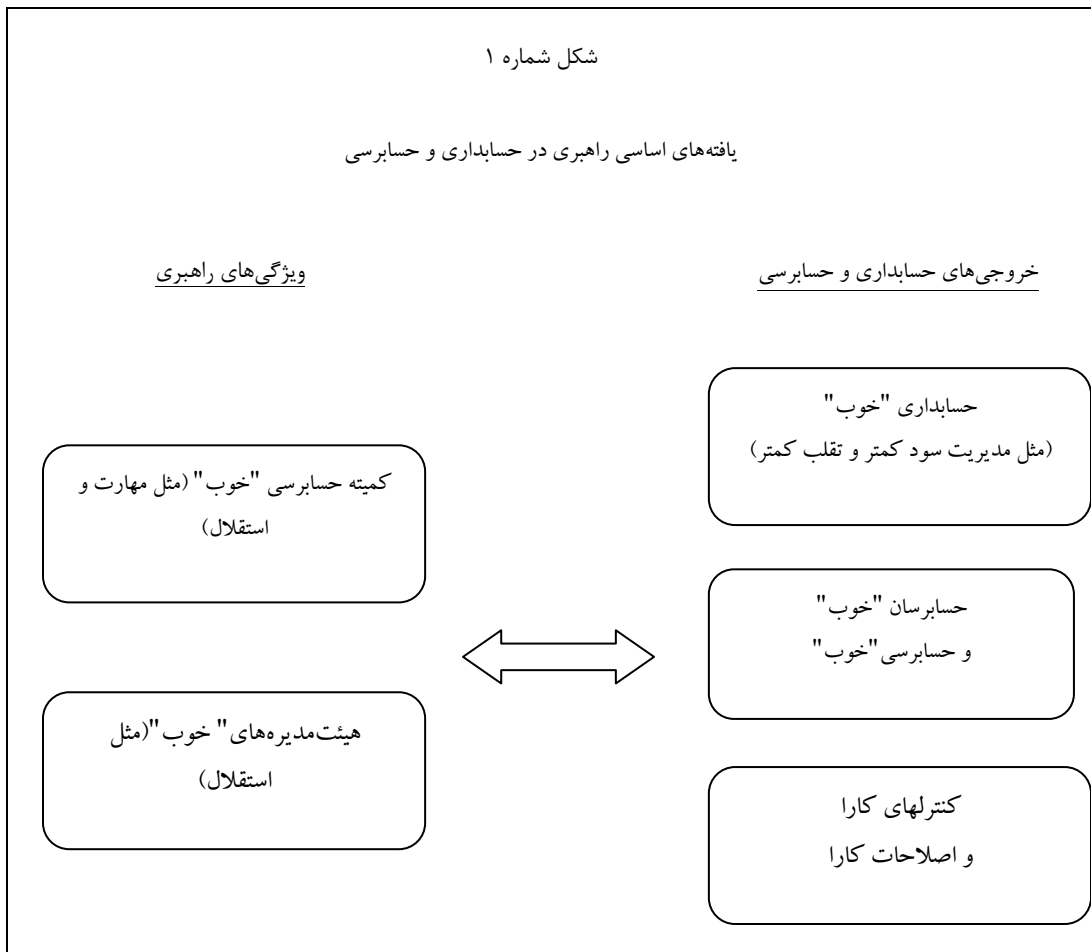 شکل شماره ۱
یافته‌های اساسی راهبری در حسابداری و حسابرسی
خروجی‌های حسابداری و حسابرسی
ویژگی‌های راهبری
حسابداری "خوب"
(مثل مدیریت سود کمتر و تقلب کمتر)
کمیته حسابرسی "خوب" (مثل مهارت و
استقلال)
حسابرسان "خوب"
و حسابرسی"خوب"
هیئت‌مدیره‌های" خوب"(مثل
استقلال)
کنترلهای کارا
و اصلاحات کارا